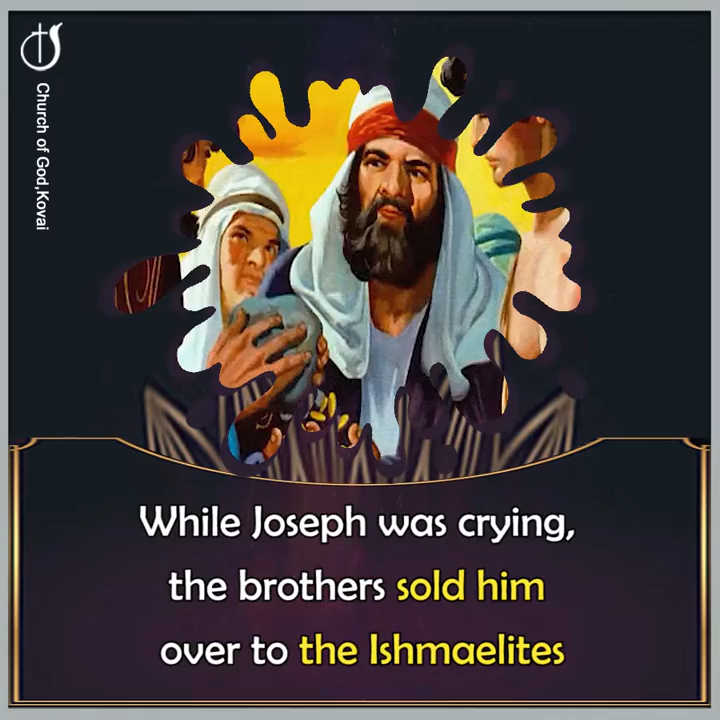 Church of God,Kovai
While Joseph was crying,
the brothers sold him
over to the Ishmaelites